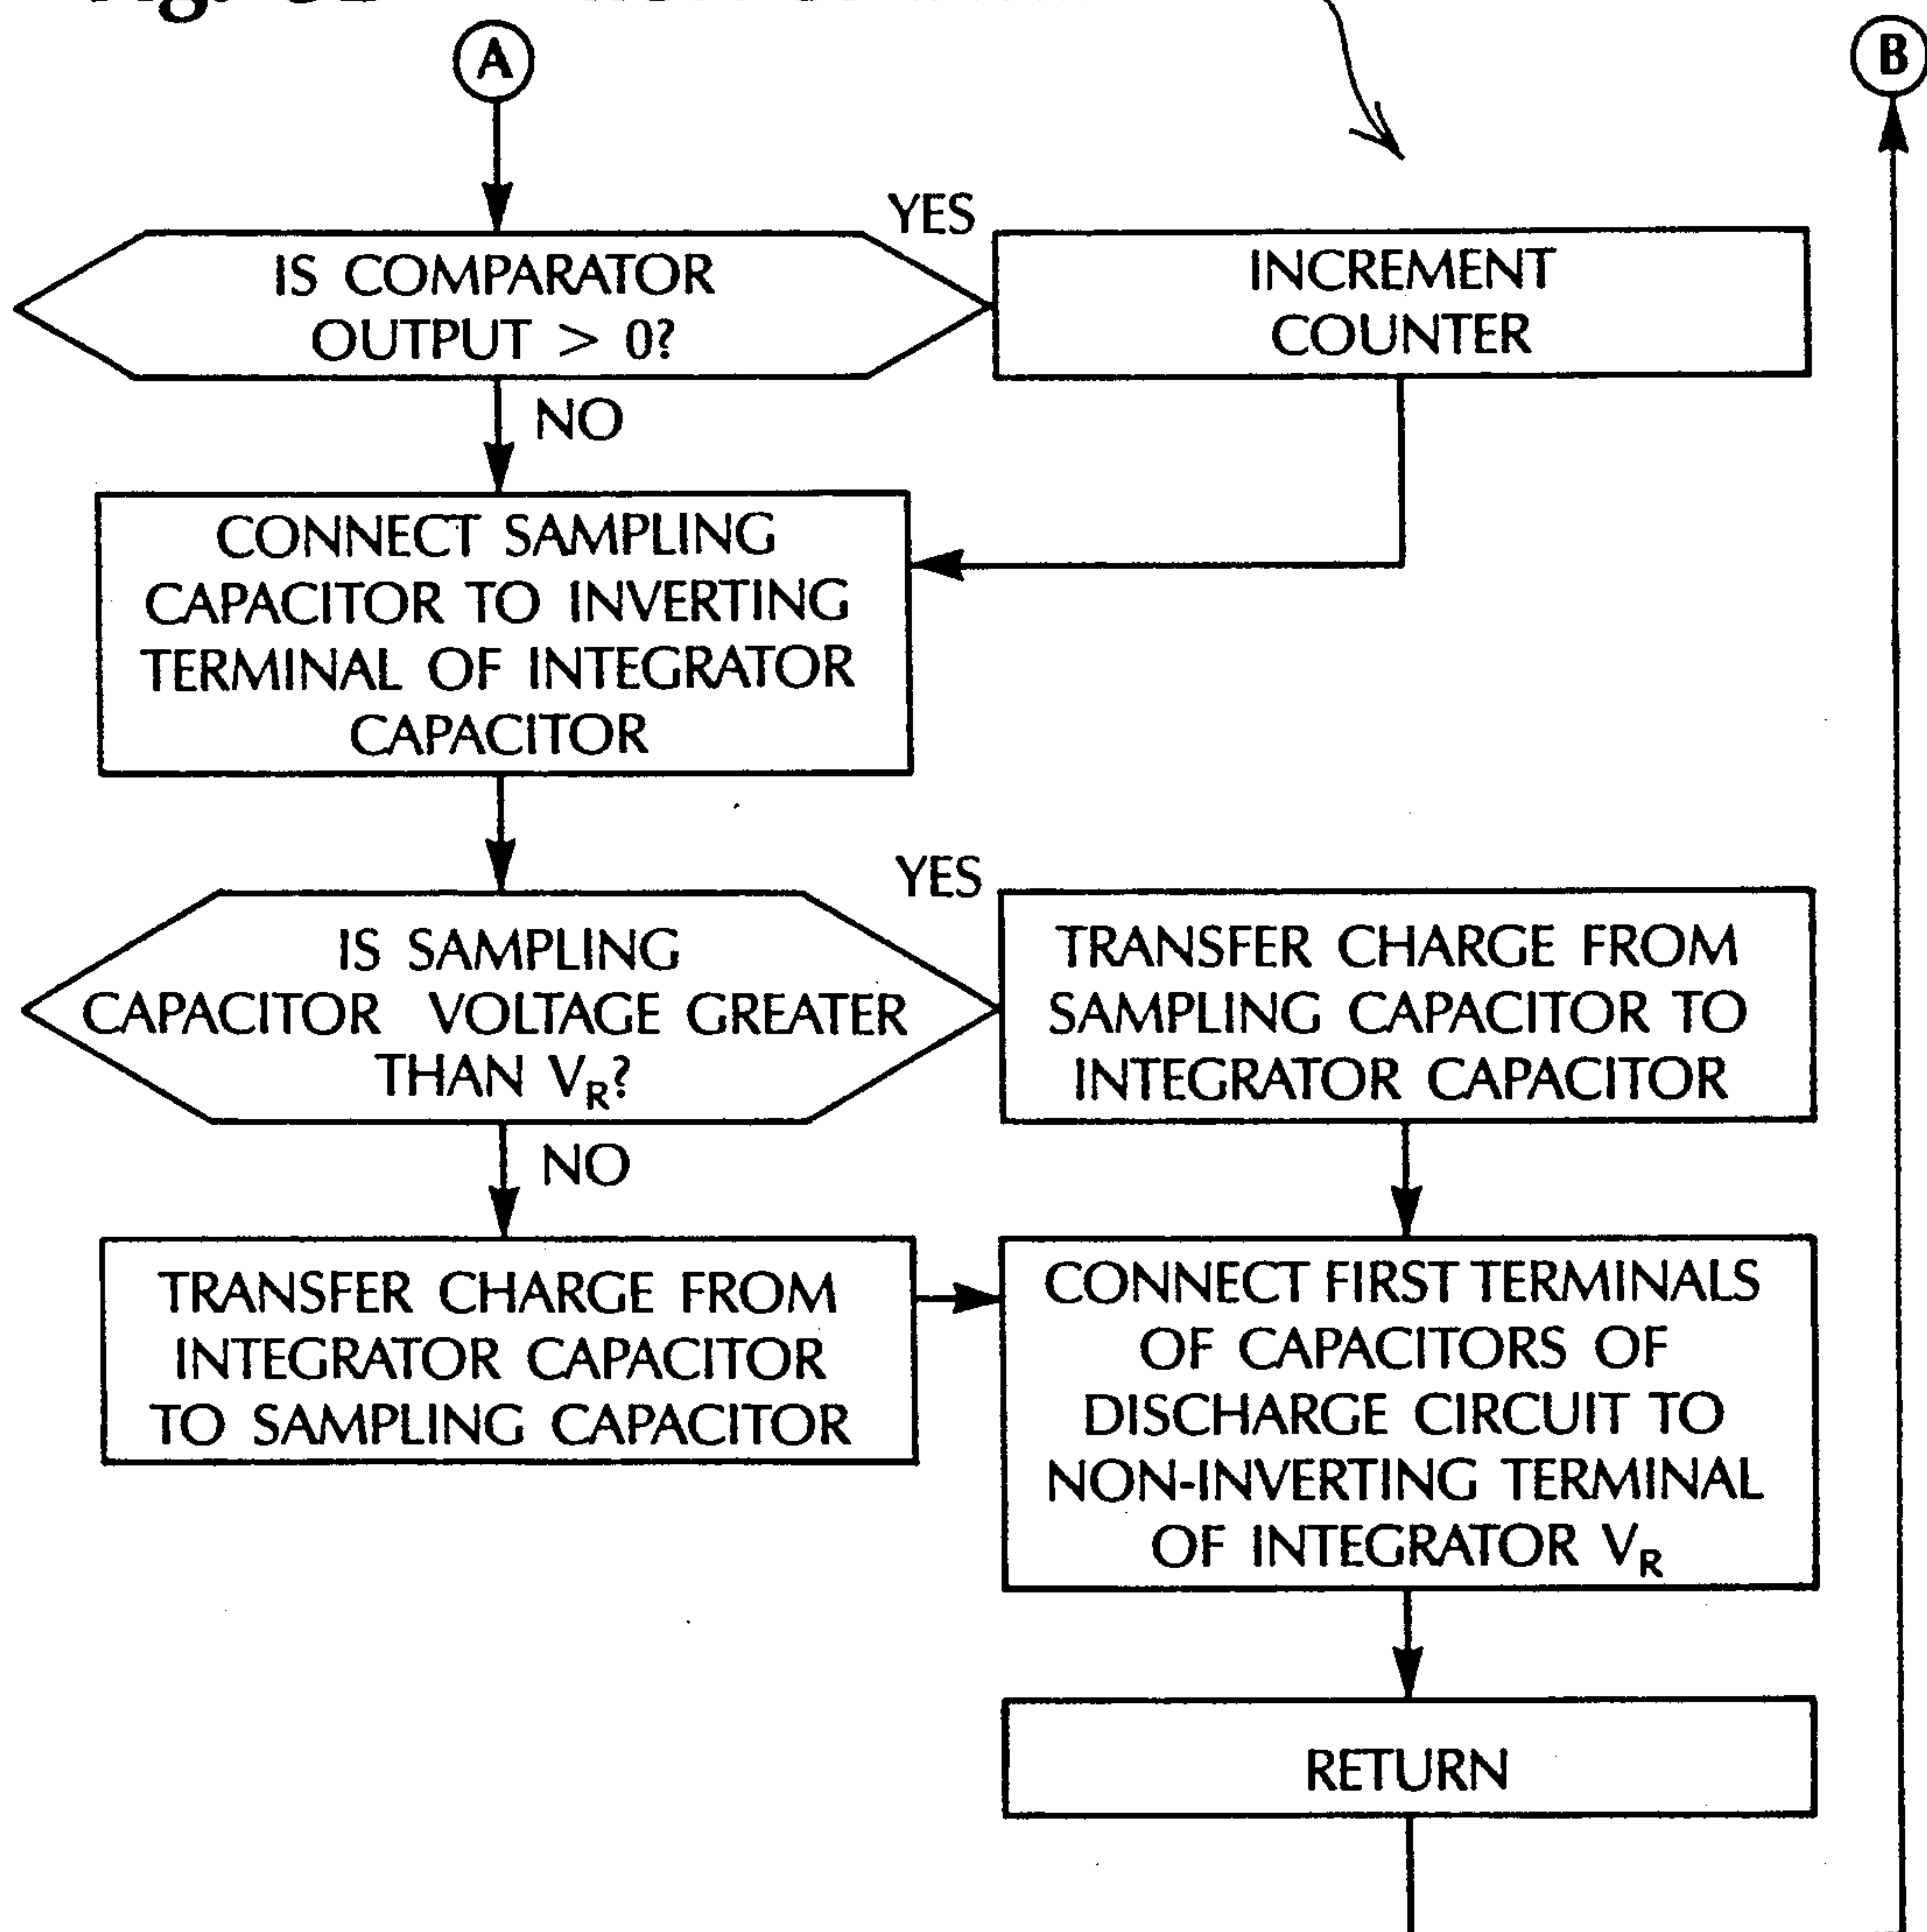 A
B
YES
IS COMPARATOR
OUTPUT > 0?
INCREMENT
COUNTER
NO
CONNECT SAMPLING
CAPACITOR TO INVERTING
TERMINAL OF INTEGRATOR
CAPACITOR
YES
IS SAMPLING
CAPACITOR VOLTAGE GREATER
THAN VR?
TRANSFER CHARGE FROM
SAMPLING CAPACITOR TO
INTEGRATOR CAPACITOR
NO
TRANSFER CHARGE FROM
INTEGRATOR CAPACITOR
TO SAMPLING CAPACITOR
CONNECT FIRST TERMINALS
OF CAPACITORS OF
DISCHARGE CIRCUIT TO
NON-INVERTING TERMINAL
OF INTEGRATOR VR
RETURN